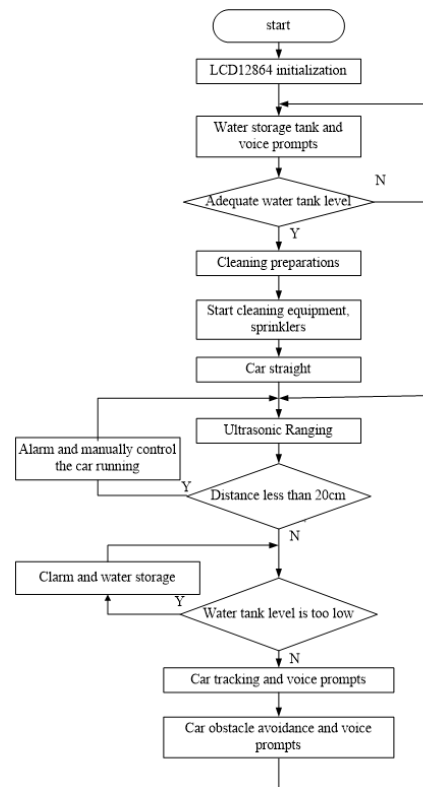 start
LCD12864 initialization
Water storage tank and
voice prompts
N
Adequate water tank level
Y
Cleaning preparations
Start cleaning equipment,
sprinklers
Car straight
Ultrasonic Ranging
Alarm and manually control
the car running
Y
Distance less than 20cm
N
Clarm and water storage
Y
Water tank level is too low
N
Car tracking and voice prompts
Car obstacle avoidance and voice
prompts